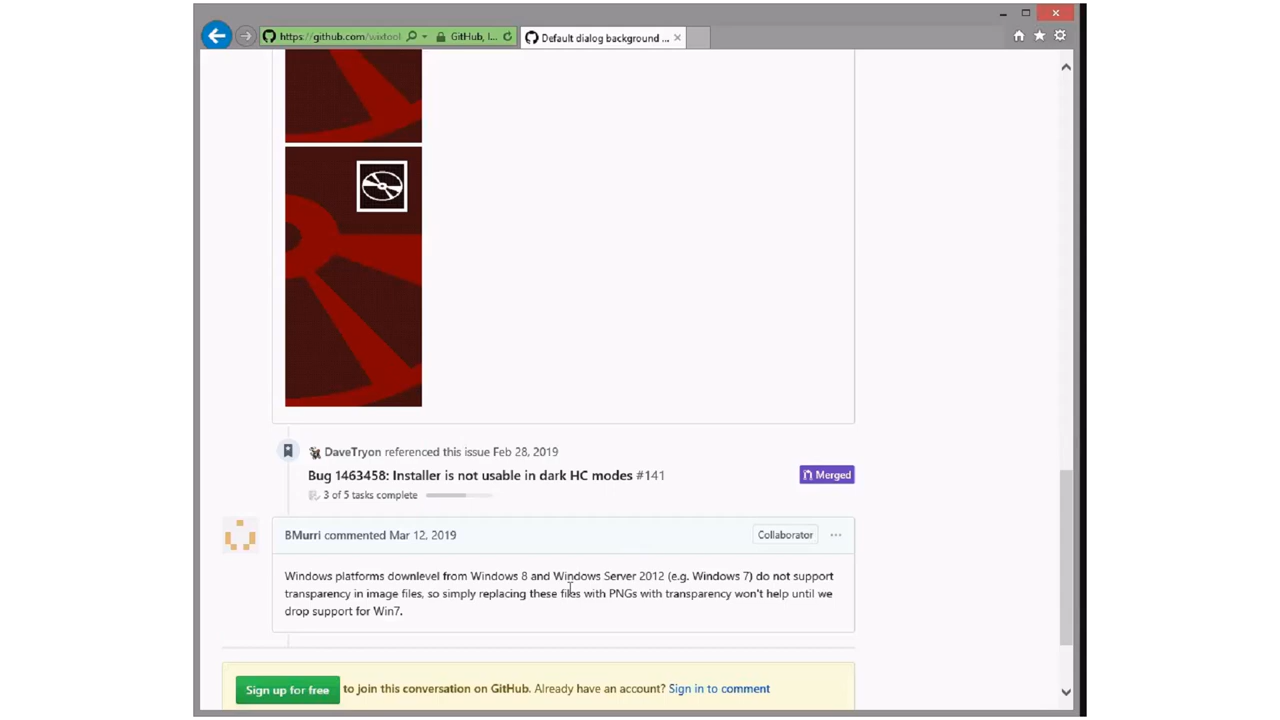 https://github.com/wixtool
GitHub, I...
Default dialog background ...
DaveTryon referenced this issue Feb 28, 2019
Bug 1463458: Installer is not usable in dark HC modes #141
Merged
3 of 5 tasks complete
BMurri commented Mar 12, 2019
Collaborator
Windows platforms downlevel from Windows 8 and Windows Server 2012 (e.g. Windows 7) do not support
transparency in image files, so simply replacing these files with PNGs with transparency won't help until we
drop support for Win7.
Sign up for free to join this conversation on GitHub. Already have an account? Sign in to comment